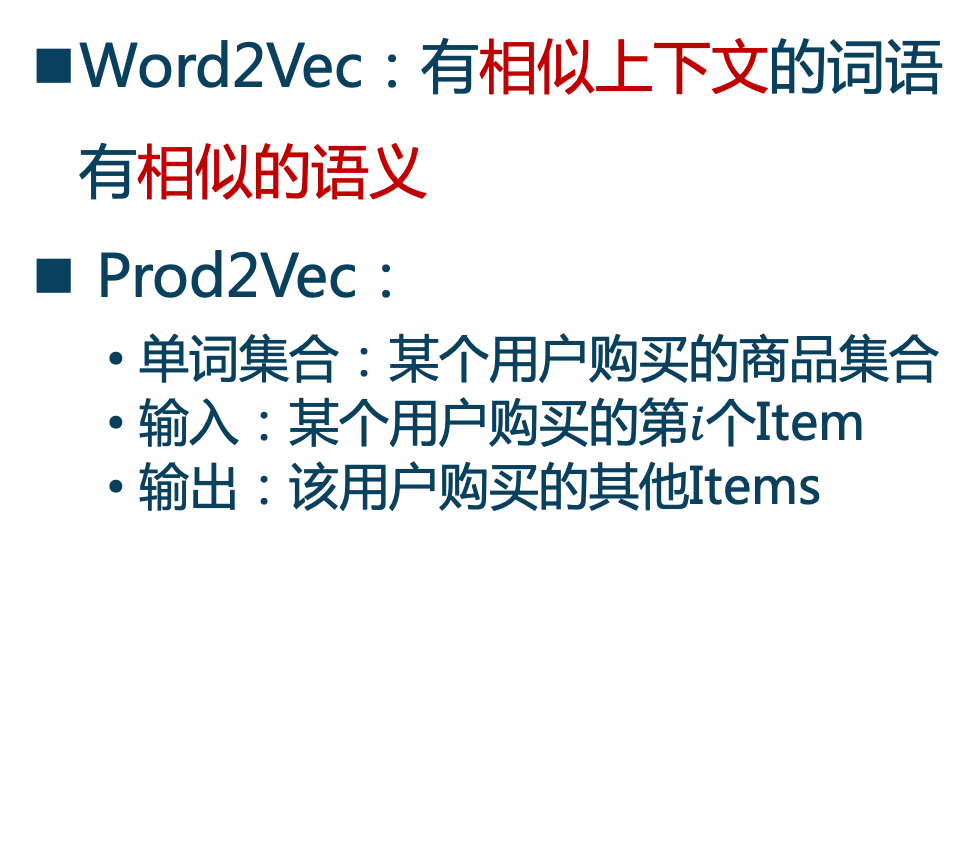 ■Word2Vec：有相似上下文的词语
有相似的语义
■ Prod2Vec：
• 单词集合：某个用户购买的商品集合
• 输入：某个用户购买的第i个Item
• 输出：该用户购买的其他Items